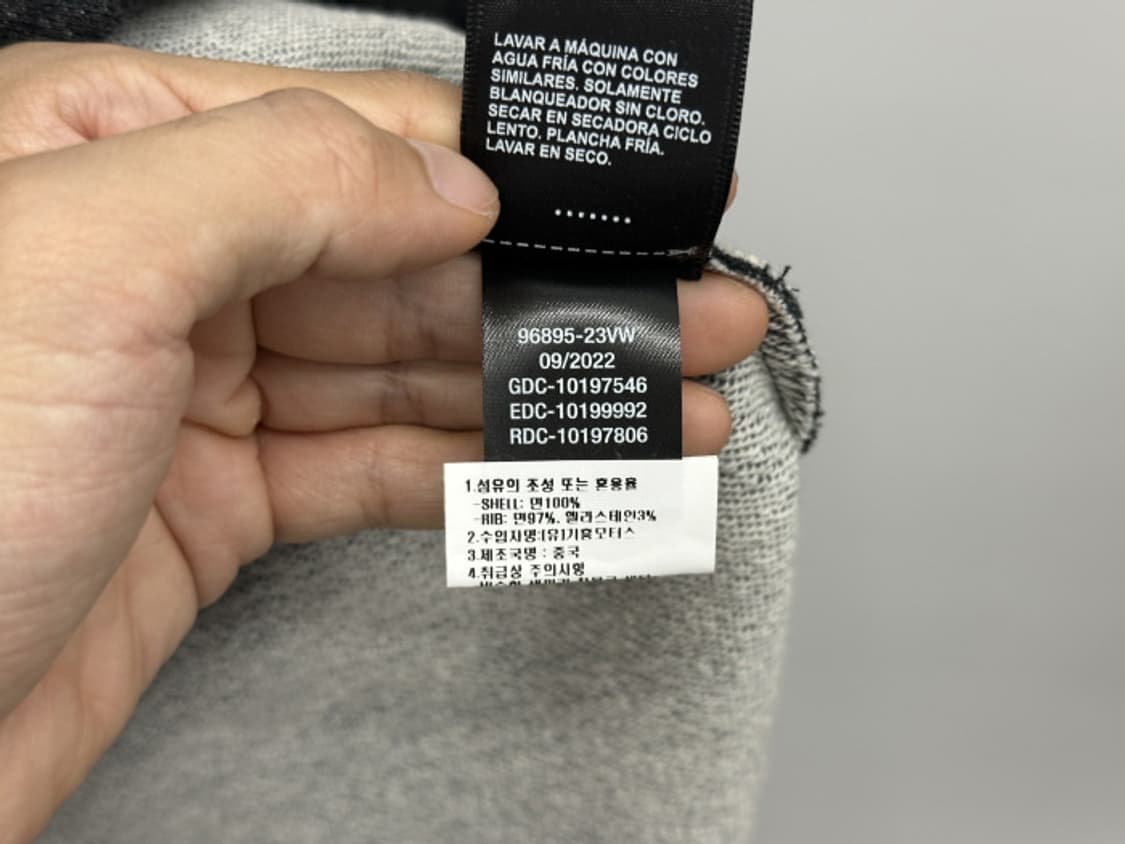 LAVAR A MÁQUINA CON
AGUA FRÍA CON COLORES
SIMILARES. SOLAMENTE
BLANQUEADOR SIN CLORO.
SECAR EN SECADORA CICLO
LENTO. PLANCHA FRÍA.
LAVAR EN SECO.
96895-23VW
09/2022
GDC-10197546
EDC-10199992
RDC-10197806
1.섬유의 조성 또는 혼용율
-SHELL: 면100%
-RIB: 면97%, 엘라스테인3%
2.수입자명:(유)기흥모터스
3.제조국명 : 중국
4.취급상 주의사항